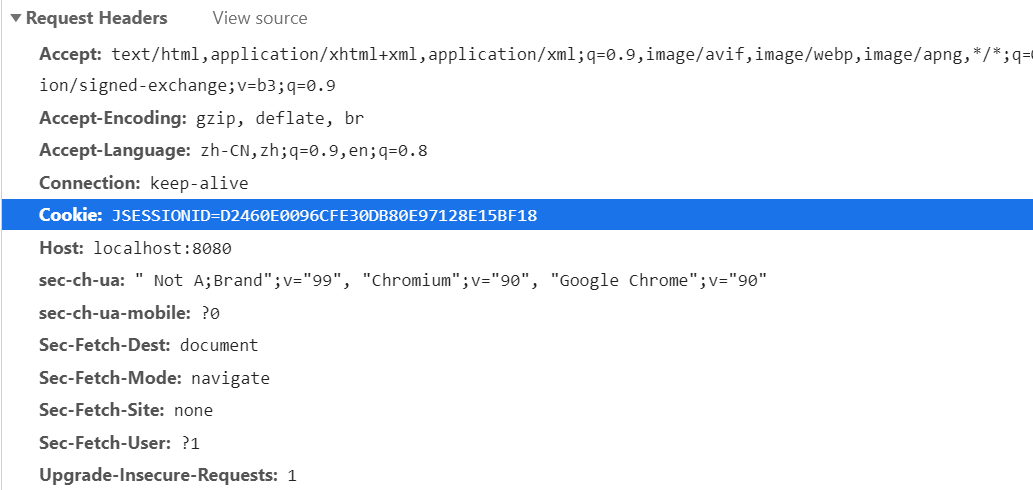 Request Headers View source
Accept: text/html,application/xhtml+xml,application/xml;q=0.9,image/avif,image/webp,image/apng,*/*;q=
ion/signed-exchange;v=b3;q=0.9
Accept-Encoding: gzip, deflate, br
Accept-Language: zh-CN,zh;q=0.9,en;q=0.8
Connection: keep-alive
Cookie: JSESSIONID=D2460E0096CFE30DB80E97128E15BF18
Host: localhost:8080
sec-ch-ua: " Not A;Brand";v="99", "Chromium";v="90", "Google Chrome";v="90"
sec-ch-ua-mobile: ?0
Sec-Fetch-Dest: document
Sec-Fetch-Mode: navigate
Sec-Fetch-Site: none
Sec-Fetch-User: ?1
Upgrade-Insecure-Requests: 1